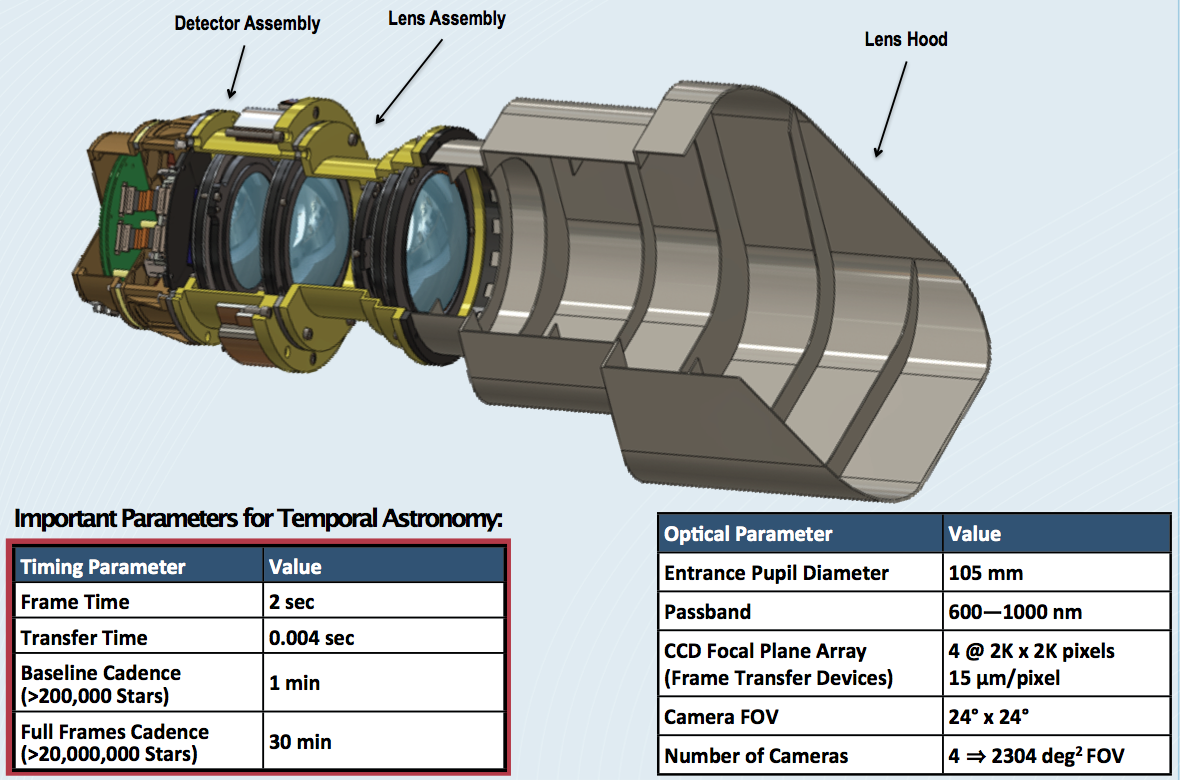 Detector Assembly
Lens Assembly
Lens Hood
Important Parameters for Temporal Astronomy:
Timing Parameter Value
Frame Time 2 sec
Transfer Time 0.004 sec
Baseline Cadence
(>200,000 Stars) 1 min
Full Frames Cadence
(>20,000,000 Stars) 30 min
Optical Parameter Value
Entrance Pupil Diameter 105 mm
Passband 600—1000 nm
CCD Focal Plane Array 4 @ 2K x 2K pixels
(Frame Transfer Devices) 15 μm/pixel
Camera FOV 24° x 24°
Number of Cameras 4 ⇒ 2304 deg² FOV